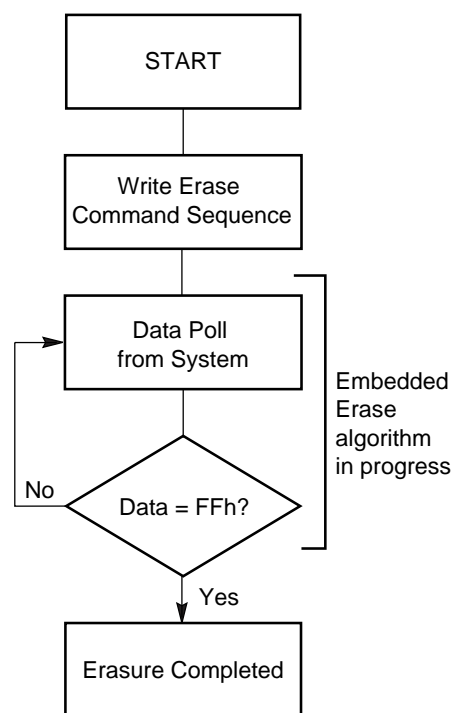 START
Write Erase
Command Sequence
Data Poll
from System
Embedded
Erase
algorithm
in progress
No
Data = FFh?
Yes
Erasure Completed